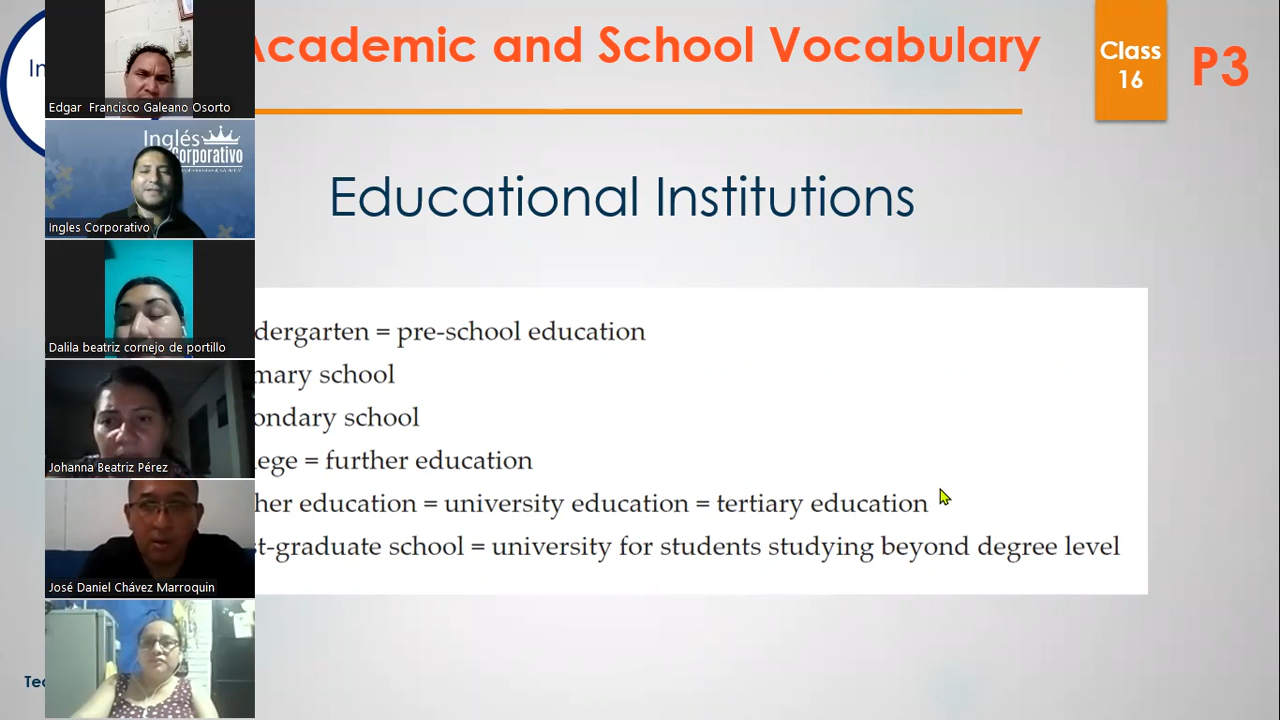 Academic and School Vocabulary
Class
16
P3
In
Educational Institutions
dergarten = pre-school education
mary school
ondary school
ege = further education
her education = university education = tertiary education
t-graduate school = university for students studying beyond degree level
Tea
Edgar Francisco Galeano Osorto
Inglés
Corporativo
Ingles Corporativo
Dalila beatriz cornejo de portillo
Johanna Beatriz Pérez
José Daniel Chávez Marroquin